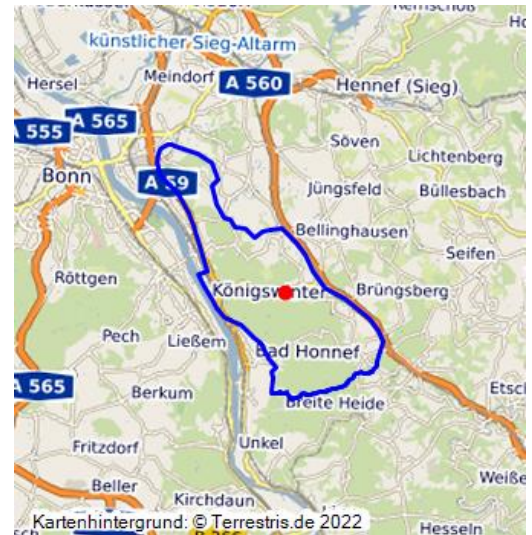 künstlicher Sieg-Altarm
Hersel
Meindorf
A 560
Hennef (Sieg)
A 565
A 555
Söven
Lichtenberg
Bonn
A 59
Jüngsfeld
Büllesbach
Bellinghausen
Seifen
Röttgen
Königswinter
Brüngsberg
Pech
Ließem
Bad Honnef
A 565
Berkum
Breite Heide
Etsch
Fritzdorf
Unkel
Beller
Weiße
Kirchdaun
Kartenhintergrund: © Terrestris.de 2022
Hesseln